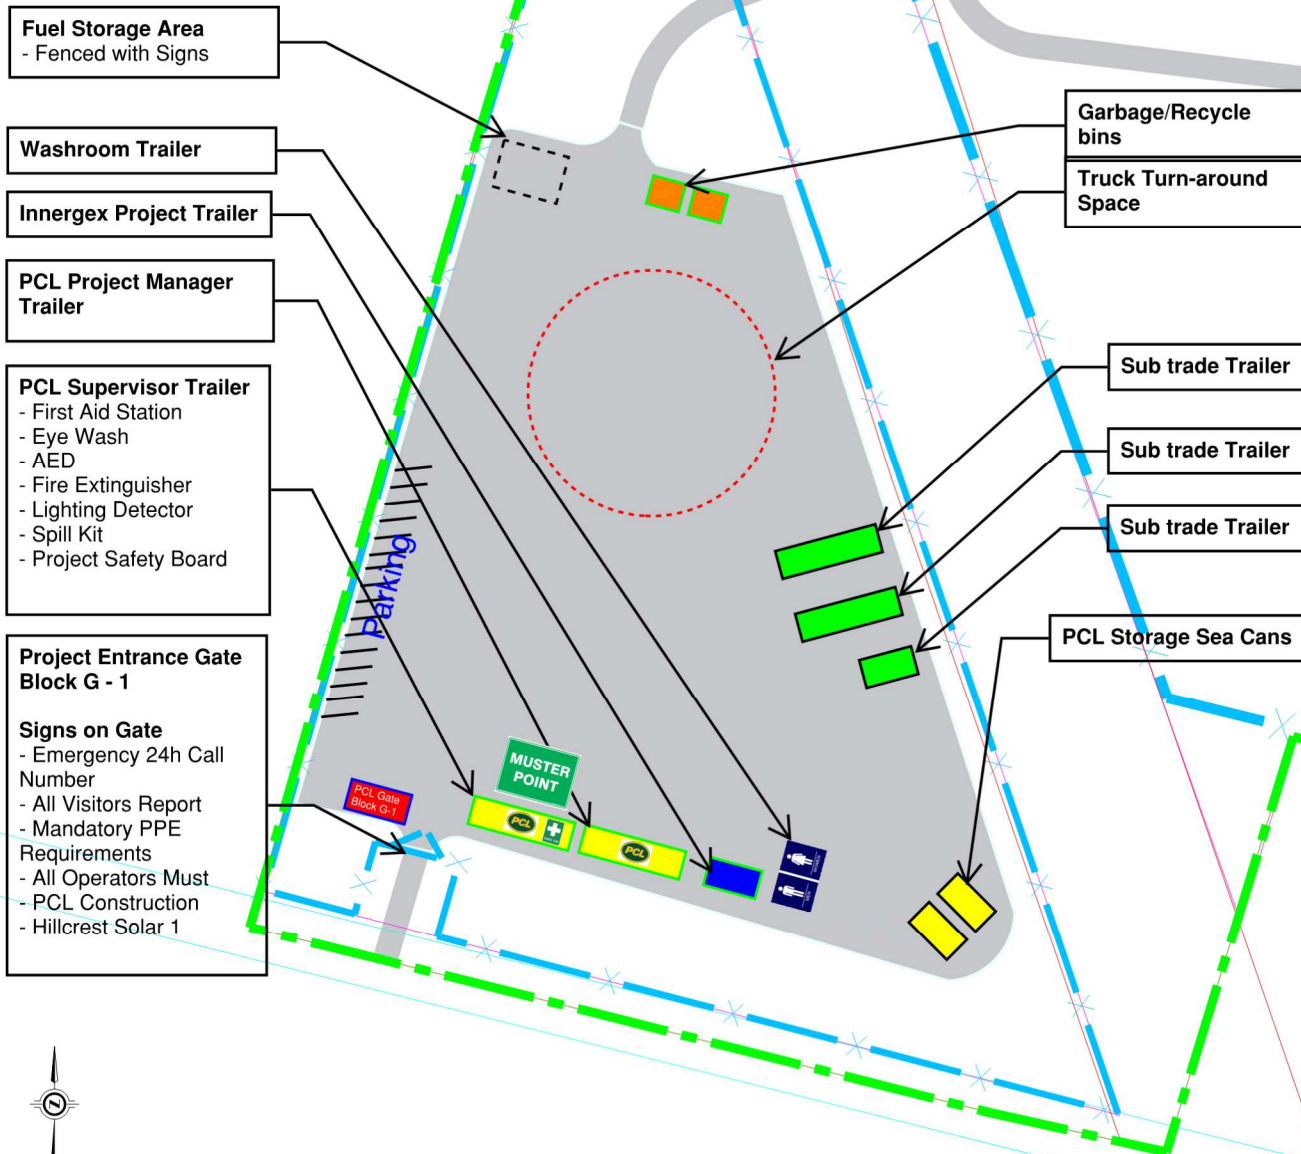 Fuel Storage Area
- Fenced with Signs
Washroom Trailer
Innergex Project Trailer
PCL Project Manager
Trailer
PCL Supervisor Trailer
- First Aid Station
- Eye Wash
- AED
- Fire Extinguisher
- Lighting Detector
- Spill Kit
- Project Safety Board
Project Entrance Gate
Block G - 1
Signs on Gate
- Emergency 24h Call
Number
- All Visitors Report
- Mandatory PPE
Requirements
- All Operators Must
- PCL Construction
- Hillcrest Solar 1
Garbage/Recycle
bins
Truck Turn-around
Space
Sub trade Trailer
Sub trade Trailer
Sub trade Trailer
PCL Storage Sea Cans
Parking
MUSTER
POINT
PCL Gate
Block G-1
PCL
PCL
WOMEN
MEN
Z